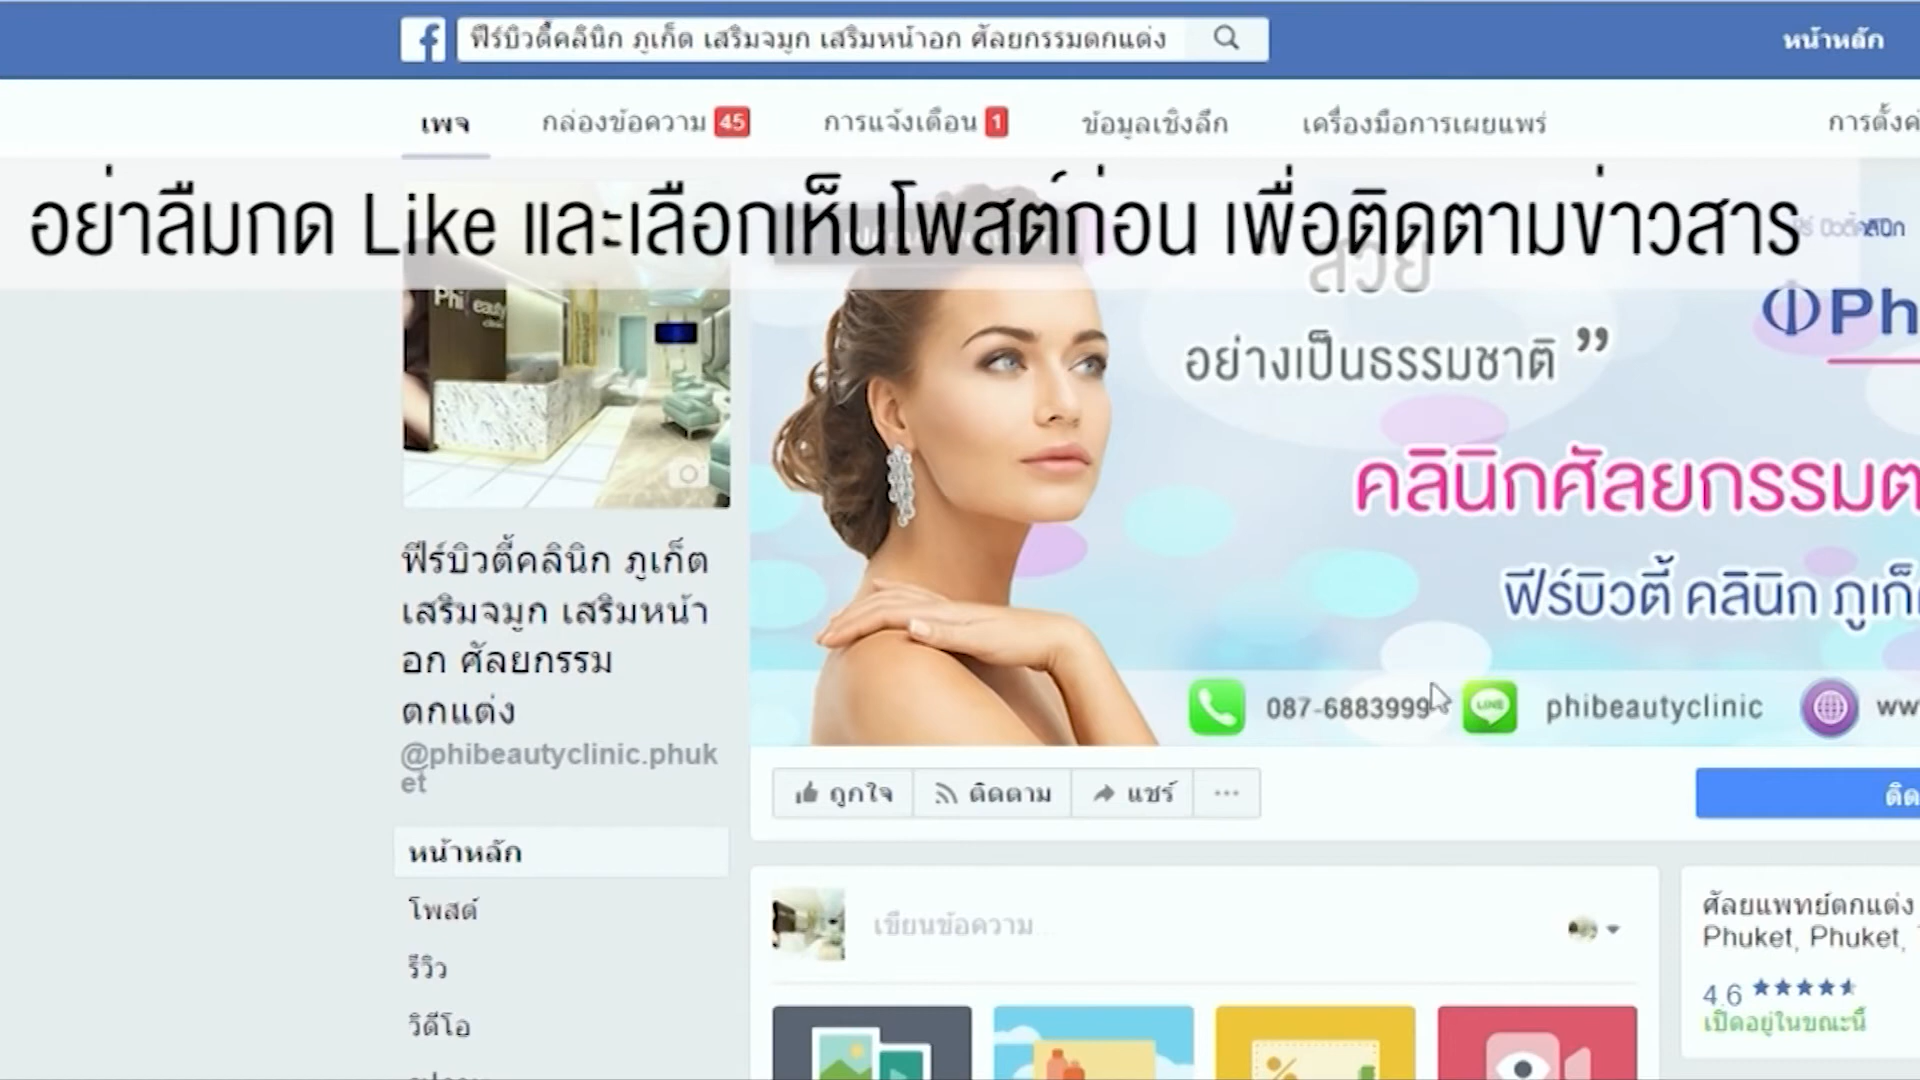 ฟีร์บิวตี้คลินิก ภูเก็ต เสริมจมูก เสริมหน้าอก ศัลยกรรมตกแต่ง
หน้าหลัก
เพจ
กล่องข้อความ 45
การแจ้งเตือน 1
ข้อมูลเชิงลึก
เครื่องมือการเผยแพร่
การตั้งค่
อย่าลืมกด Like และเลือกเห็นโพสต์ก่อน เพื่อติดตามข่าวสาร
สวย
อย่างเป็นธรรมชาติ ”
Ph
คลินิกศัลยกรรมต
ฟีร์บิวตี้ คลินิก ภูเก็
087-6883999
LINE
phibeautyclinic
ww
ฟีร์บิวตี้คลินิก ภูเก็ต
เสริมจมูก เสริมหน้า
อก ศัลยกรรม
ตกแต่ง
@phibeautyclinic.phuk
et
ถูกใจ
ติดตาม
แชร์
ติด
หน้าหลัก
โพสต์
รีวิว
วิดีโอ
เขียนข้อความ...
ศัลยแพทย์ตกแต่ง
Phuket, Phuket,
4.6
เปิดอยู่ในขณะนี้